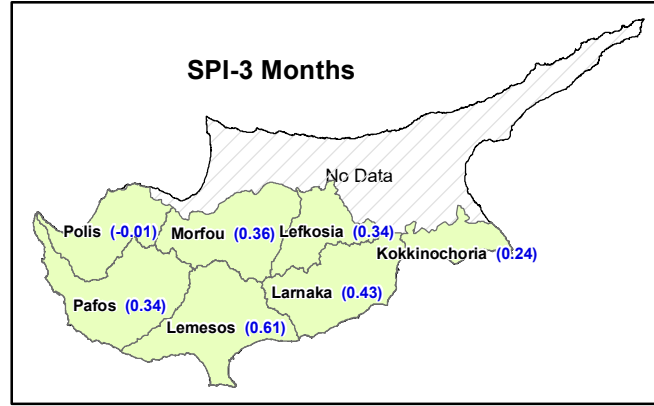 SPI-3 Months
No Data
Polis (-0.01)
Morfou (0.36)
Lefkosia (0.34)
Kokkinochoria (0.24)
Pafos (0.34)
Larnaka (0.43)
Lemesos (0.61)